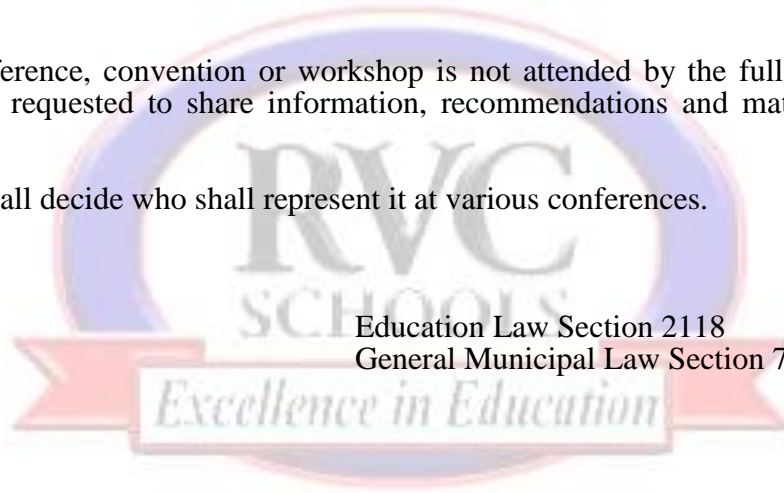 ference, convention or workshop is not attended by the full
requested to share information, recommendations and mat
all decide who shall represent it at various conferences.
RVC
SCHOOLS
Education Law Section 2118
General Municipal Law Section 7
Excellence in Education